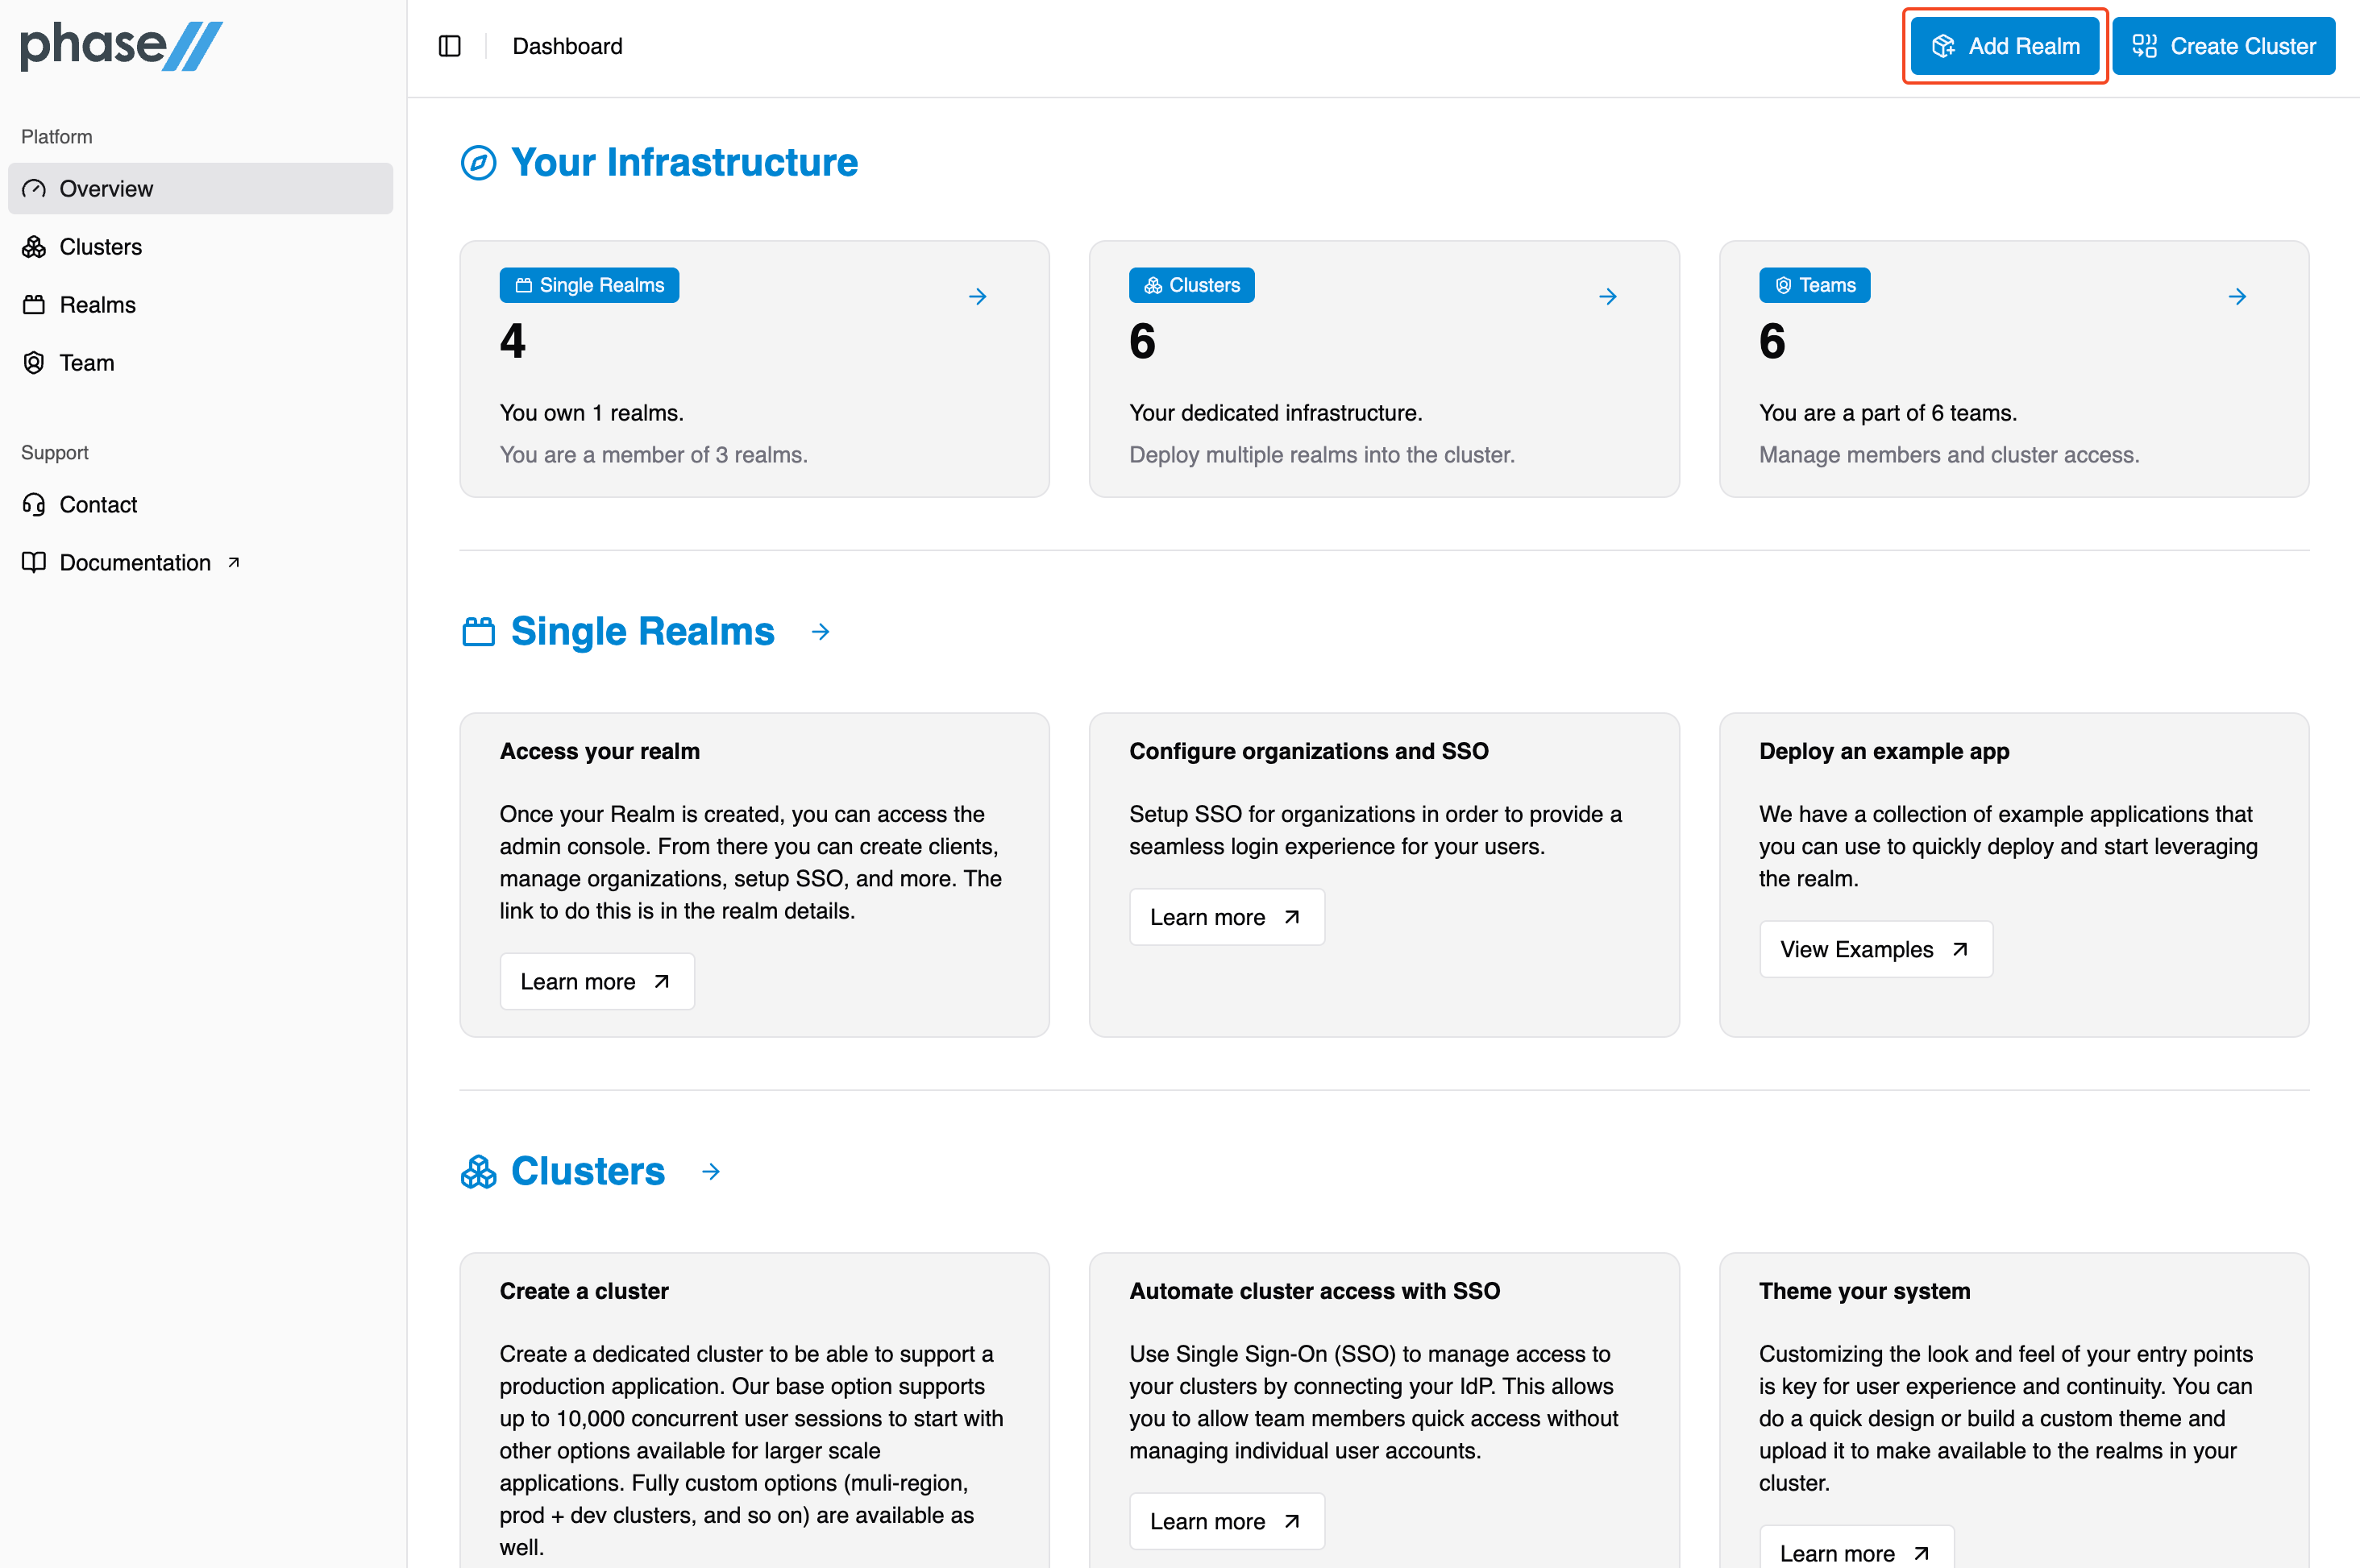 phase
Platform
Overview
Clusters
Realms
Team
Support
Contact
Documentation
Dashboard
Add Realm
Create Cluster
Your Infrastructure
Single Realms
4
You own 1 realms.
You are a member of 3 realms.
Clusters
6
Your dedicated infrastructure.
Deploy multiple realms into the cluster.
Teams
6
You are a part of 6 teams.
Manage members and cluster access.
Single Realms
Access your realm
Once your Realm is created, you can access the
admin console. From there you can create clients,
manage organizations, setup SSO, and more. The
link to do this is in the realm details.
Learn more
Configure organizations and SSO
Setup SSO for organizations in order to provide a
seamless login experience for your users.
Learn more
Deploy an example app
We have a collection of example applications that
you can use to quickly deploy and start leveraging
the realm.
View Examples
Clusters
Create a cluster
Create a dedicated cluster to be able to support a
production application. Our base option supports
up to 10,000 concurrent user sessions to start with
other options available for larger scale
applications. Fully custom options (muli-region,
prod + dev clusters, and so on) are available as
well.
Automate cluster access with SSO
Use Single Sign-On (SSO) to manage access to
your clusters by connecting your IdP. This allows
you to allow team members quick access without
managing individual user accounts.
Learn more
Theme your system
Customizing the look and feel of your entry points
is key for user experience and continuity. You can
do a quick design or build a custom theme and
upload it to make available to the realms in your
cluster.
Learn more